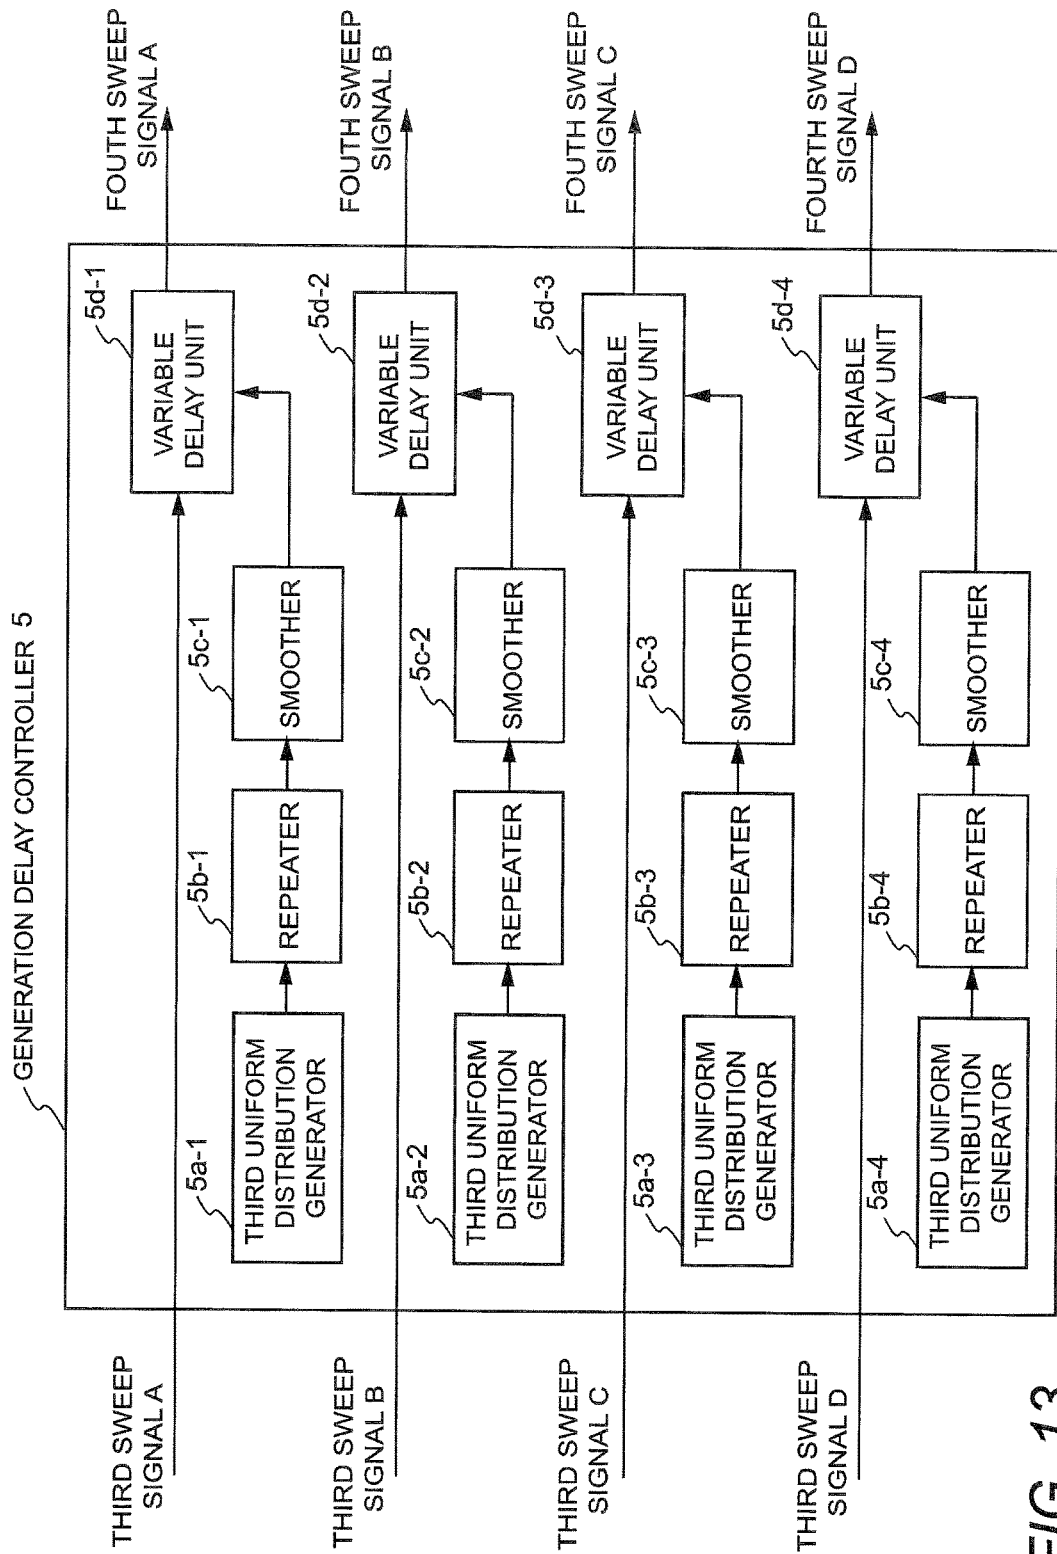 GENERATION DELAY CONTROLLER 5
THIRD SWEEP
SIGNAL A
5a-1
THIRD UNIFORM
DISTRIBUTION
GENERATOR
5b-1
REPEATER
5c-1
SMOOTHER
5d-1
VARIABLE
DELAY UNIT
FOUTH SWEEP
SIGNAL A
THIRD SWEEP
SIGNAL B
5a-2
THIRD UNIFORM
DISTRIBUTION
GENERATOR
5b-2
REPEATER
5c-2
SMOOTHER
5d-2
VARIABLE
DELAY UNIT
FOUTH SWEEP
SIGNAL B
THIRD SWEEP
SIGNAL C
5a-3
THIRD UNIFORM
DISTRIBUTION
GENERATOR
5b-3
REPEATER
5c-3
SMOOTHER
5d-3
VARIABLE
DELAY UNIT
FOUTH SWEEP
SIGNAL C
THIRD SWEEP
SIGNAL D
5a-4
THIRD UNIFORM
DISTRIBUTION
GENERATOR
5b-4
REPEATER
5c-4
SMOOTHER
5d-4
VARIABLE
DELAY UNIT
FOURTH SWEEP
SIGNAL D
FIG. 13